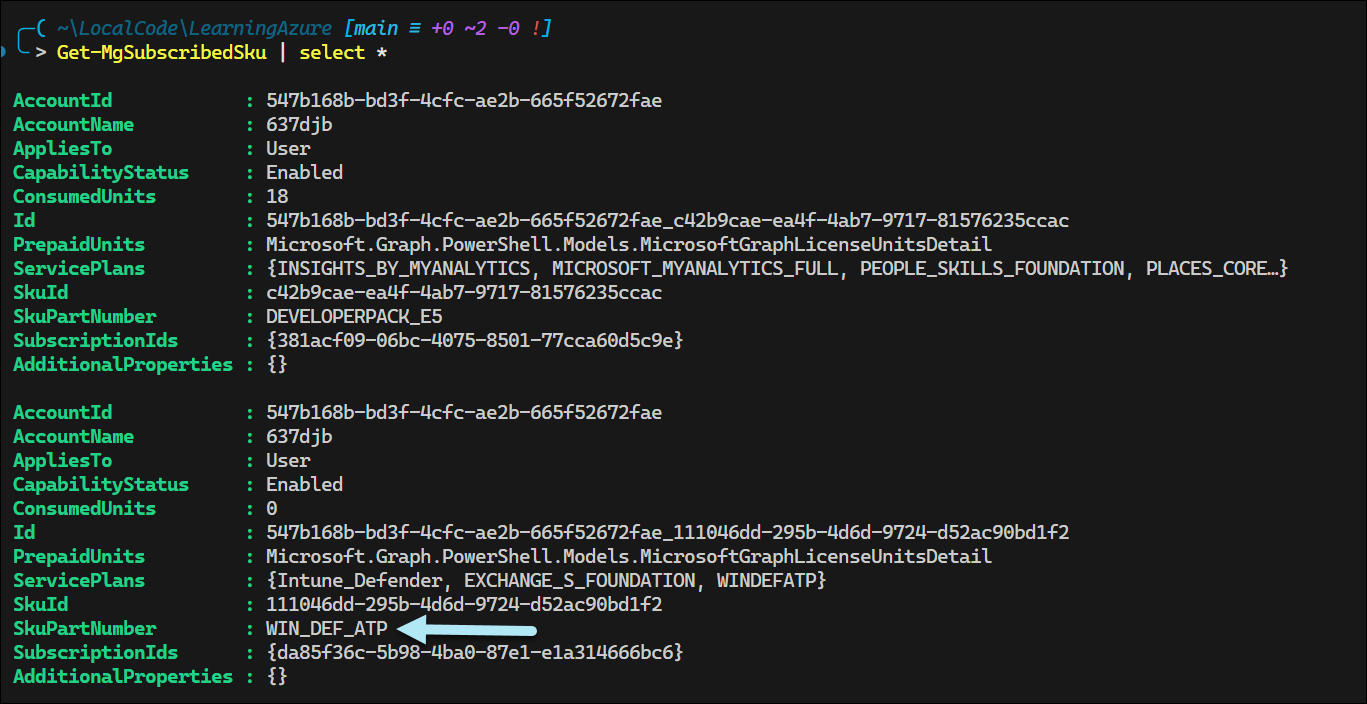 ~\LocalCode\LearningAzure [main ≡ +0 ~2 -0 !]
> Get-MgSubscribedSku | select *
AccountId : 547b168b-bd3f-4cfc-ae2b-665f52672fae
AccountName : 637djb
AppliesTo : User
CapabilityStatus : Enabled
ConsumedUnits : 18
Id : 547b168b-bd3f-4cfc-ae2b-665f52672fae_c42b9cae-ea4f-4ab7-9717-81576235ccac
PrepaidUnits : Microsoft.Graph.PowerShell.Models.MicrosoftGraphLicenseUnitsDetail
ServicePlans : {INSIGHTS_BY_MYANALYTICS, MICROSOFT_MYANALYTICS_FULL, PEOPLE_SKILLS_FOUNDATION, PLACES_CORE…}
SkuId : c42b9cae-ea4f-4ab7-9717-81576235ccac
SkuPartNumber : DEVELOPERPACK_E5
SubscriptionIds : {381acf09-06bc-4075-8501-77cca60d5c9e}
AdditionalProperties : {}
AccountId : 547b168b-bd3f-4cfc-ae2b-665f52672fae
AccountName : 637djb
AppliesTo : User
CapabilityStatus : Enabled
ConsumedUnits : 0
Id : 547b168b-bd3f-4cfc-ae2b-665f52672fae_111046dd-295b-4d6d-9724-d52ac90bd1f2
PrepaidUnits : Microsoft.Graph.PowerShell.Models.MicrosoftGraphLicenseUnitsDetail
ServicePlans : {Intune_Defender, EXCHANGE_S_FOUNDATION, WINDEFATP}
SkuId : 111046dd-295b-4d6d-9724-d52ac90bd1f2
SkuPartNumber : WIN_DEF_ATP
SubscriptionIds : {da85f36c-5b98-4ba0-87e1-e1a314666bc6}
AdditionalProperties : {}